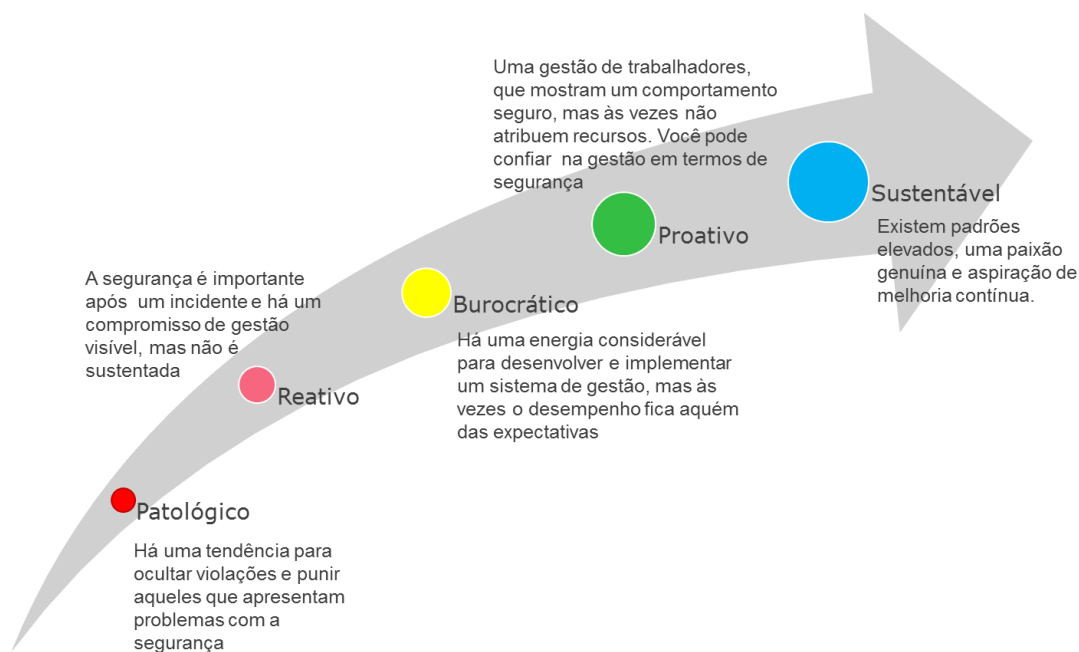 Uma gestão de trabalhadores,
que mostram um comportamento
seguro, mas às vezes não
atribuem recursos. Você pode
confiar na gestão em termos de
segurança
Sustentável
Existem padrões
elevados, uma paixão
genuína e aspiração de
melhoria contínua.
Proativo
A segurança é importante
após um incidente e há um
compromisso de gestão
visível, mas não é
sustentada
Burocrático
Há uma energia considerável
para desenvolver e implementar
um sistema de gestão, mas às
vezes o desempenho fica aquém
das expectativas
Reativo
Patológico
Há uma tendência para
ocultar violações e punir
aqueles que apresentam
problemas com a
segurança